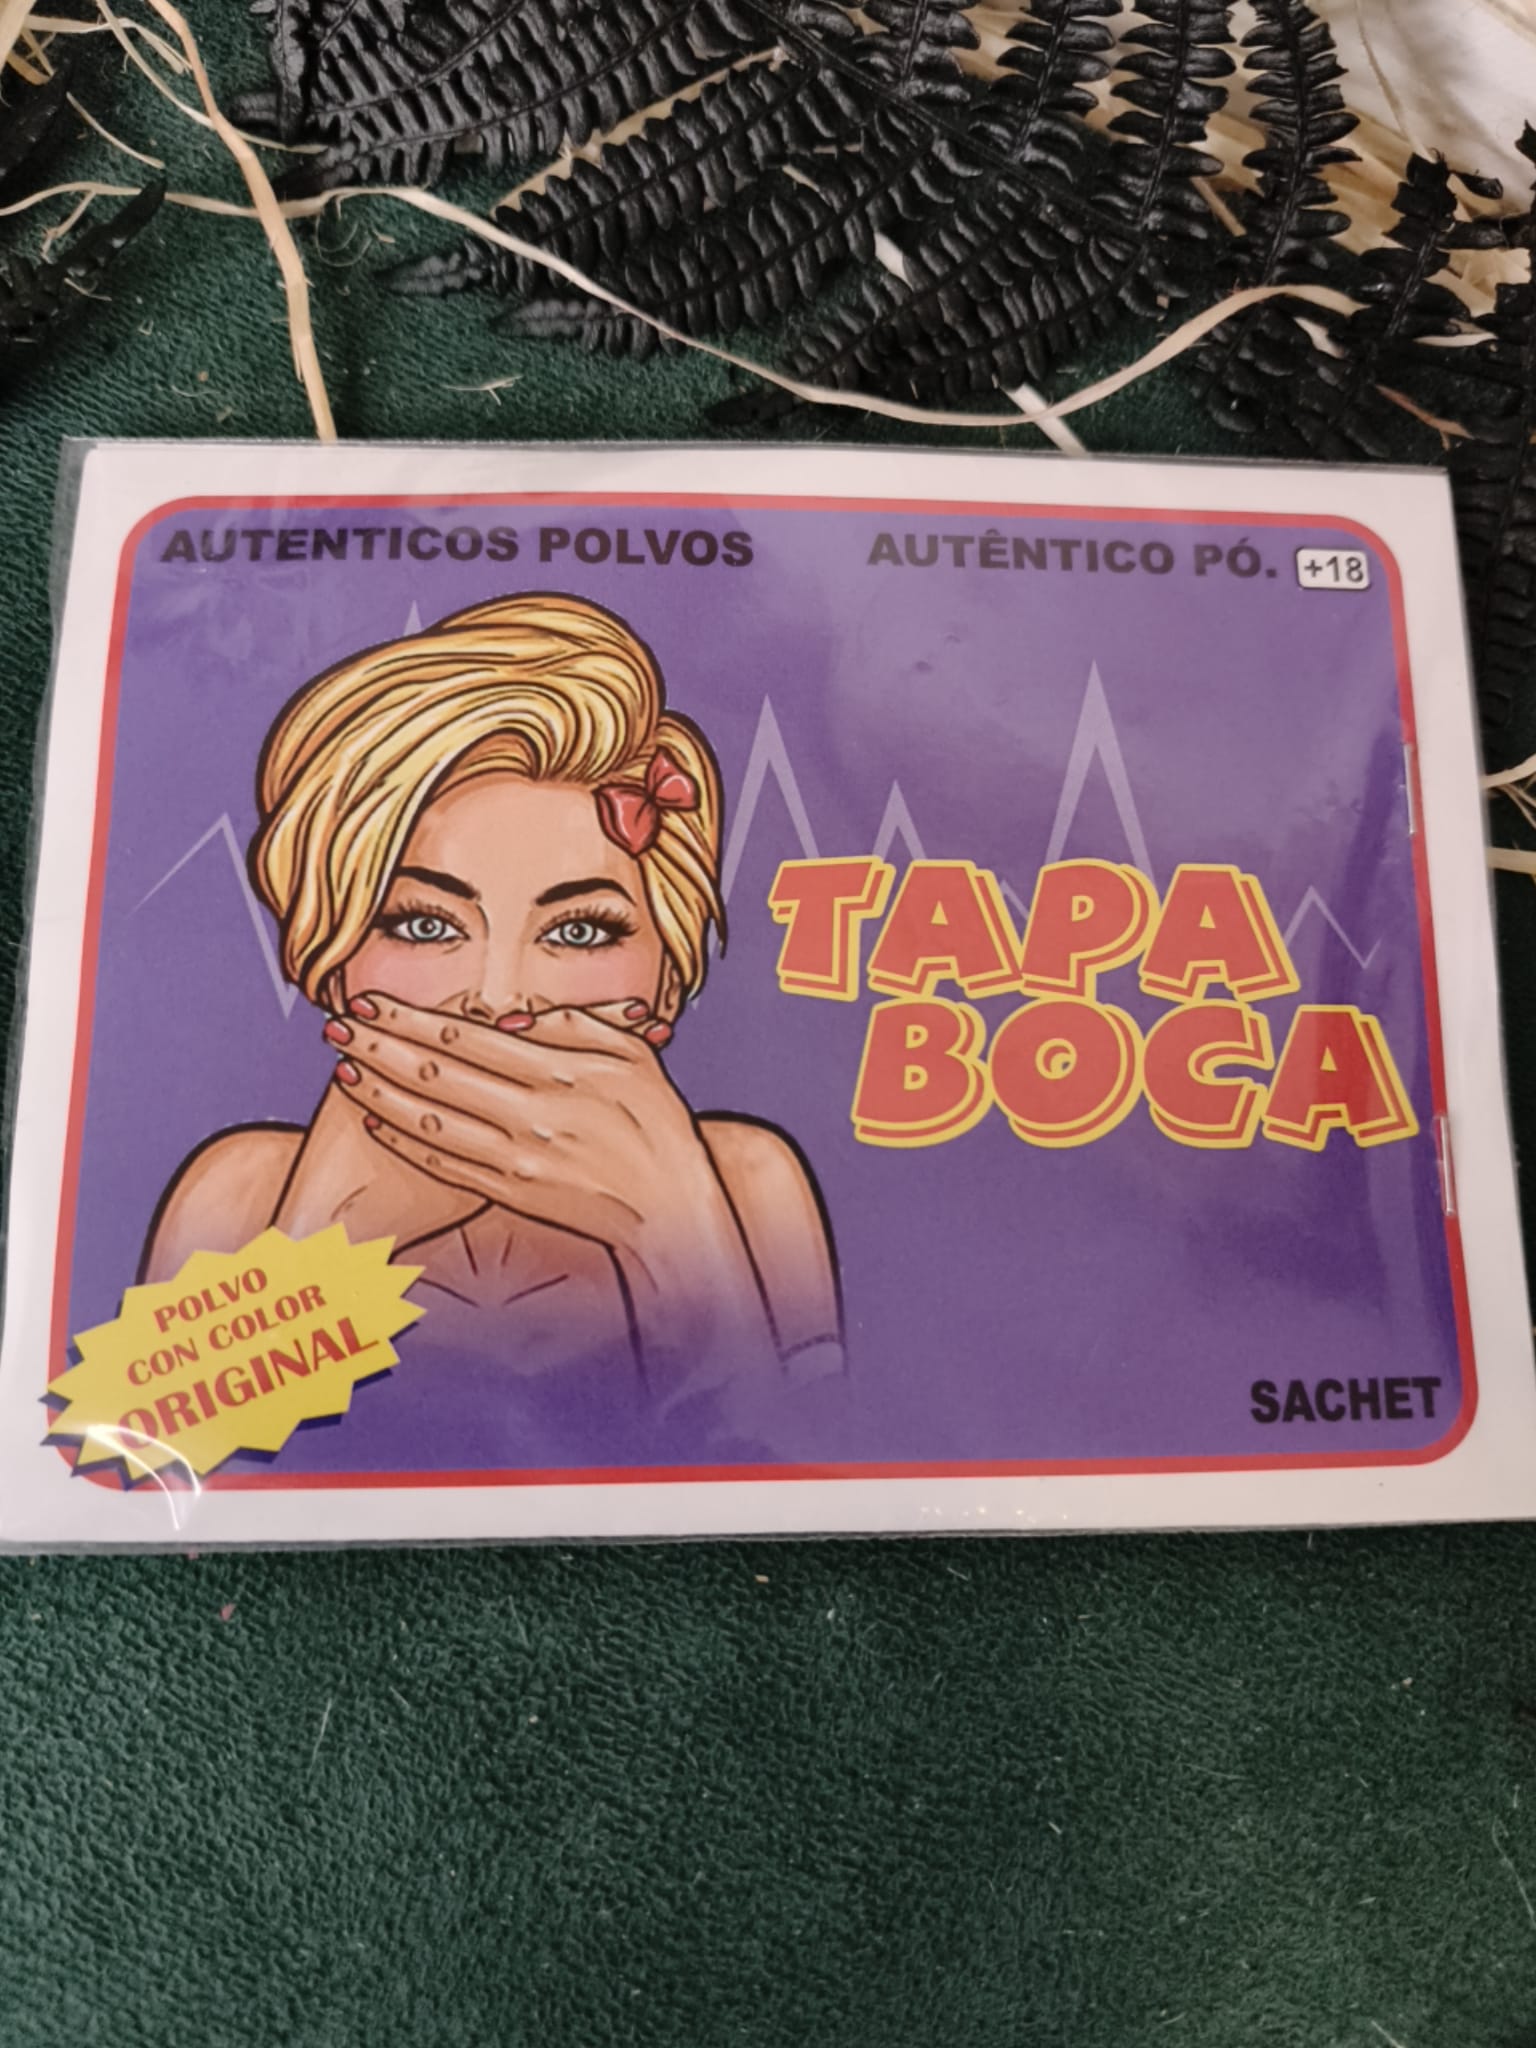 AUTENTICOS POLVOS
AUTÊNTICO PÓ.
+18
TAPA
BOCA
POLVO
CON COLOR
ORIGINAL
SACHET